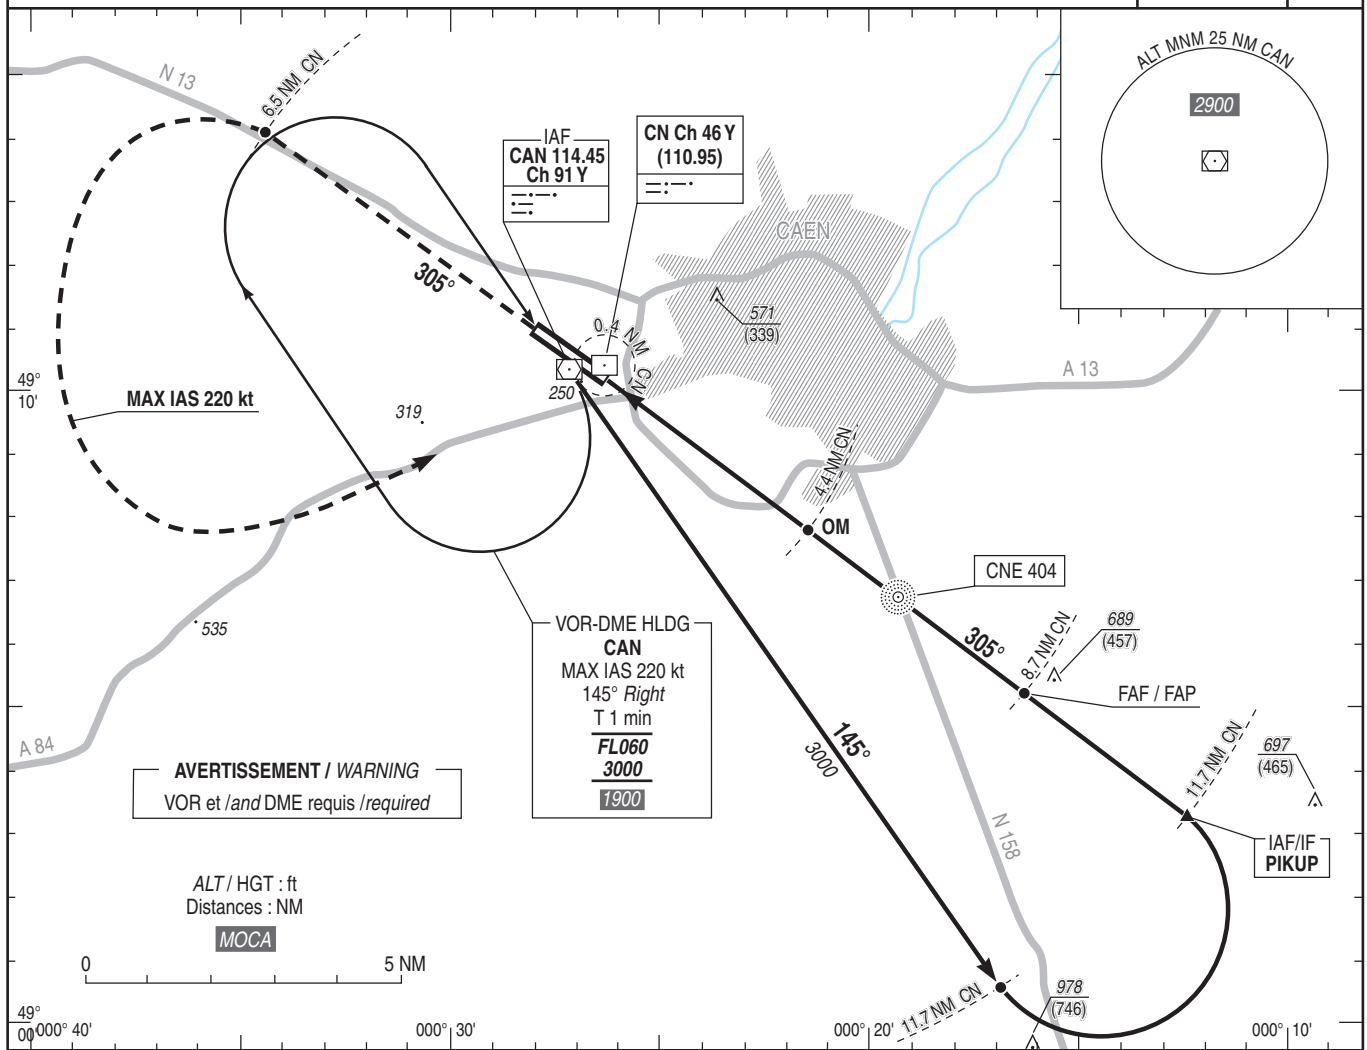 ALT MNM 25 NM CAN
2900
N 13
6.5 NM CN
IAF
CAN 114.45
Ch 91 Y
CN Ch 46 Y
(110.95)
CAEN
305°
0.4 NM CN
571
(339)
A 13
49°
10'
MAX IAS 220 kt
319
250
4.4 NM CN
OM
CNE 404
535
VOR-DME HLDG
CAN
MAX IAS 220 kt
145° Right
T 1 min
FL060
3000
1900
305°
8.7 NM CN
689
(457)
FAF / FAP
A 84
145°
3000
11.7 NM CN
697
(465)
AVERTISSEMENT / WARNING
VOR et /and DME requis /required
N 158
IAF/IF
PIKUP
ALT / HGT : ft
Distances : NM
MOCA
0 5 NM
11.7 NM CN
978
(746)
49°
00'
000° 40' 000° 30' 000° 20' 000° 10'